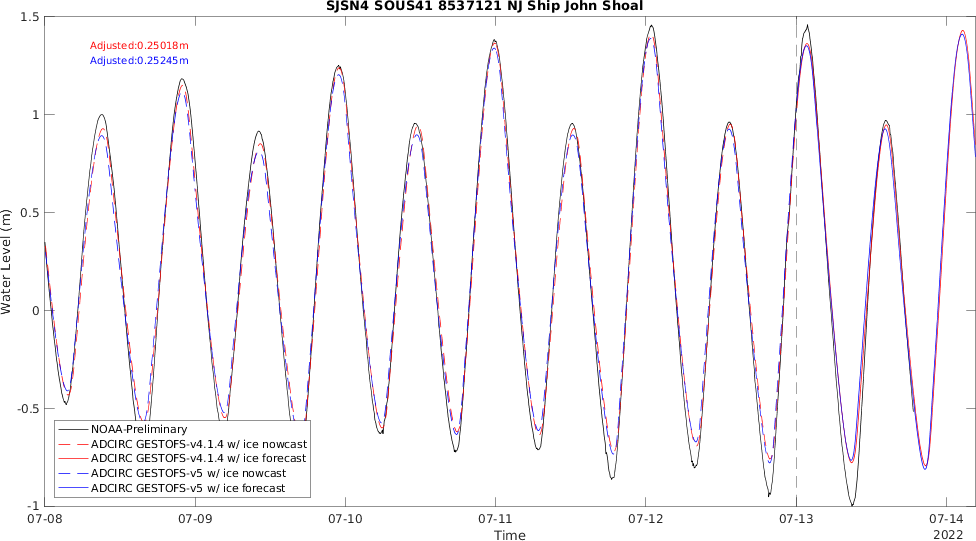 SJSN4 SOUS41 8537121 NJ Ship John Shoal
1.5
Adjusted:0.25018m
Adjusted:0.25245m
1
0.5
Water Level (m)
0
-0.5
-1
NOAA-Preliminary
ADCIRC GESTOFS-v4.1.4 w/ ice nowcast
ADCIRC GESTOFS-v4.1.4 w/ ice forecast
ADCIRC GESTOFS-v5 w/ ice nowcast
ADCIRC GESTOFS-v5 w/ ice forecast
07-08 07-09 07-10 07-11 07-12 07-13 07-14
Time
2022